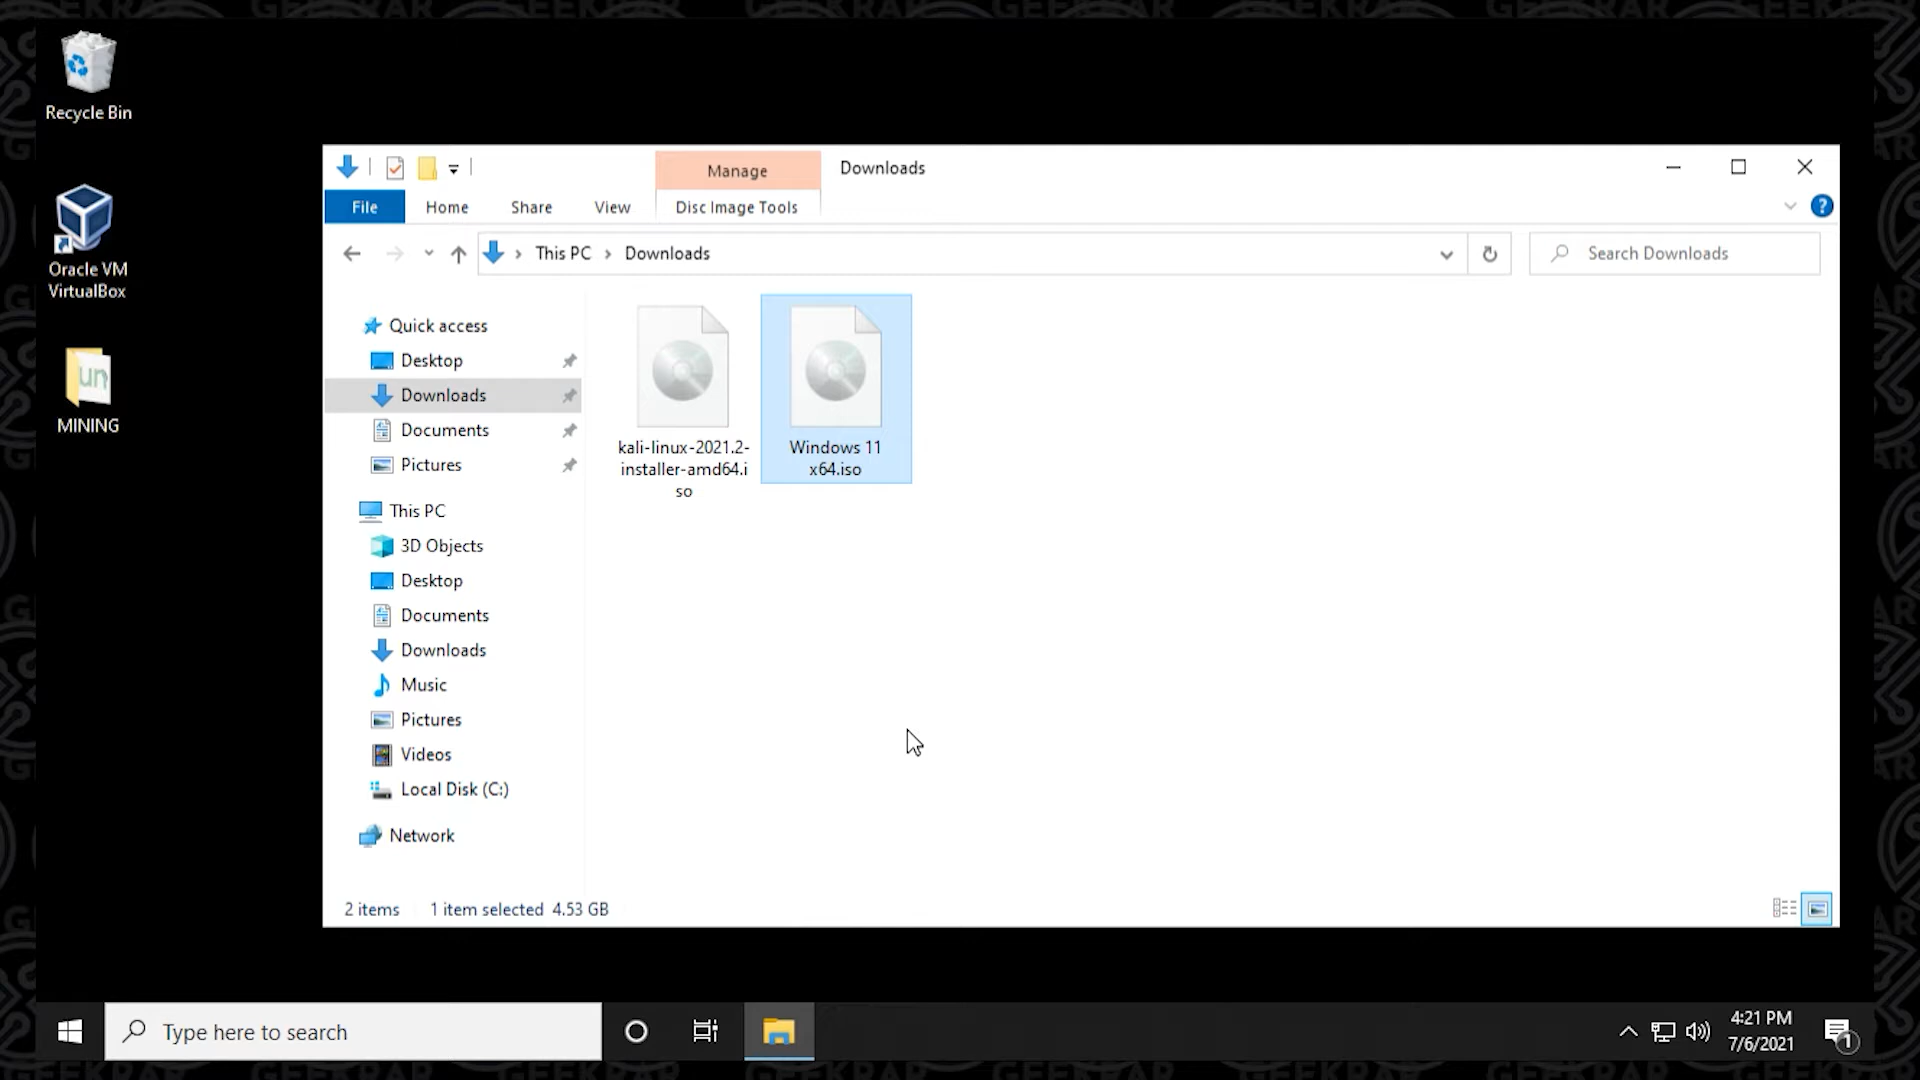 Recycle Bin
Oracle VM
VirtualBox
MINING
Manage
Downloads
File
Home
Share
View
Disc Image Tools
?
This PC
Downloads
Search Downloads
Quick access
Desktop
Downloads
Documents
Pictures
This PC
3D Objects
Desktop
Documents
Downloads
Music
Pictures
Videos
Local Disk (C:)
Network
kali-linux-2021.2-
installer-amd64.i
so
Windows 11
x64.iso
2 items
1 item selected 4.53 GB
Type here to search
4:21 PM
7/6/2021
1